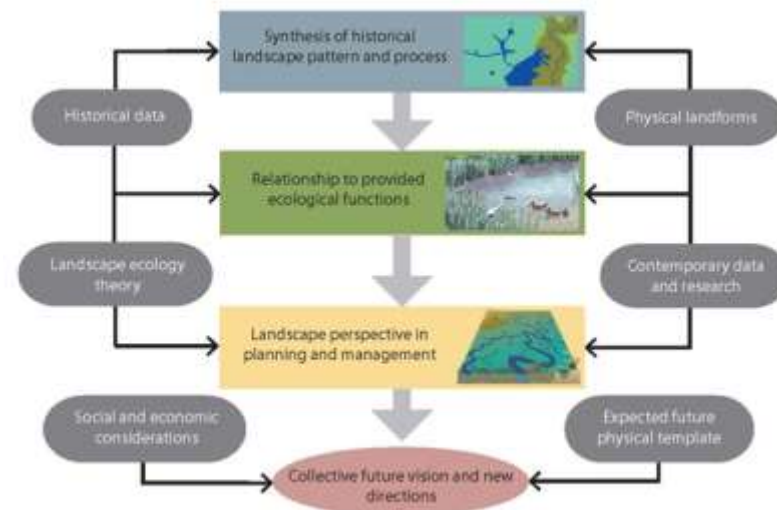 Synthesis of historical
landscape pattern and process
Historical data
Physical landforms
Relationship to provided
ecological functions
Landscape ecology
theory
Contemporary data
and research
Landscape perspective in
planning and management
Social and economic
considerations
Expected future
physical template
Collective future vision and new
directions